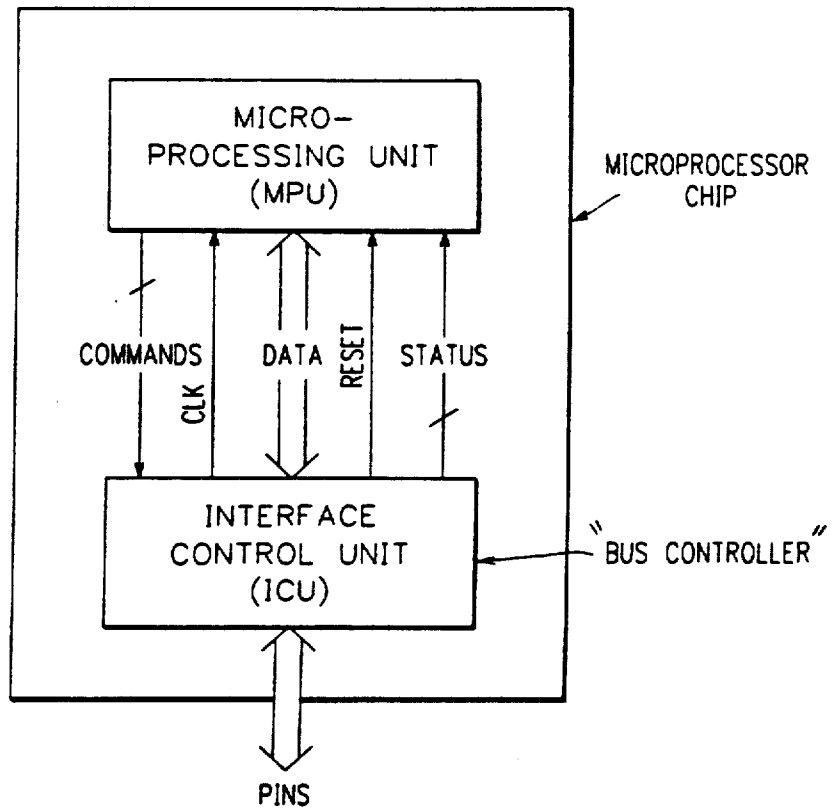 MICRO-
PROCESSING UNIT
(MPU)
MICROPROCESSOR
CHIP
COMMANDS
CLK
DATA
RESET
STATUS
INTERFACE
CONTROL UNIT
(ICU)
"BUS CONTROLLER"
PINS